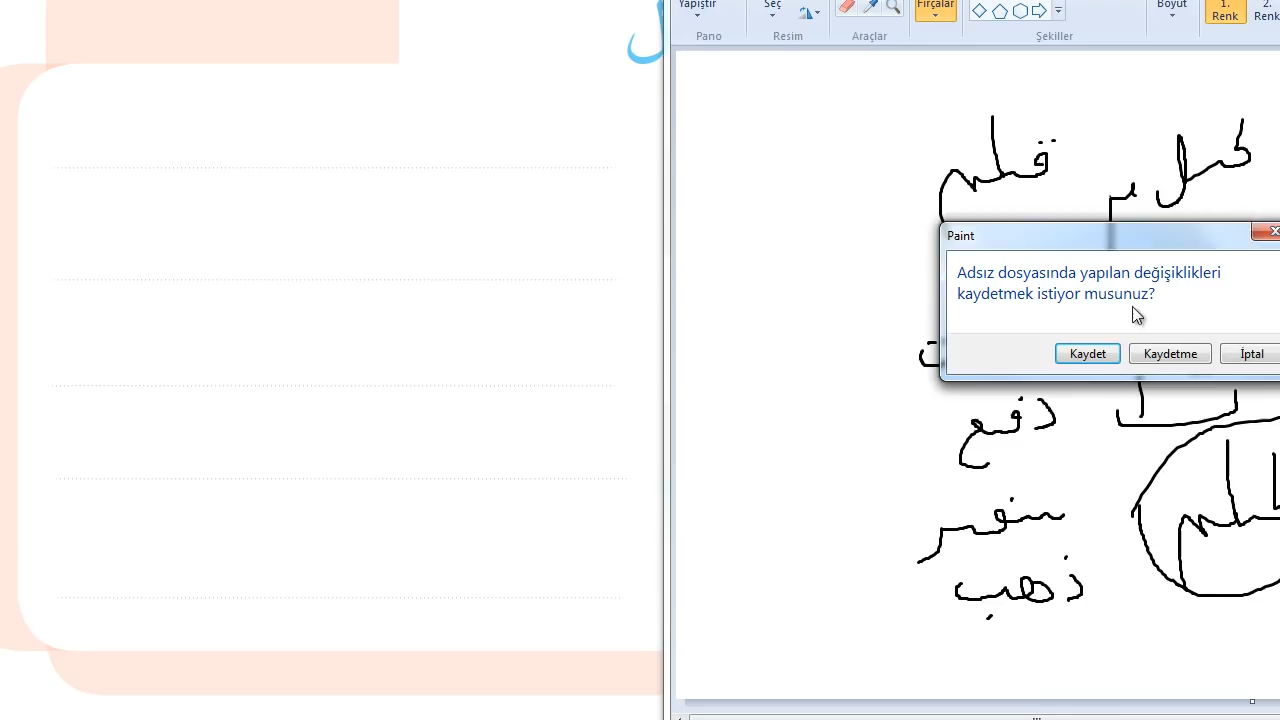 Yapıştır Seç Fırçalar Boyut 1. 2.
Renk Renk
Pano Resim Araçlar Şekiller
ل
قلم
Paint
Adsız dosyasında yapılan değişiklikleri
kaydetmek istiyor musunuz?
Kaydet Kaydetme İptal
دفع
سفر
ذهب